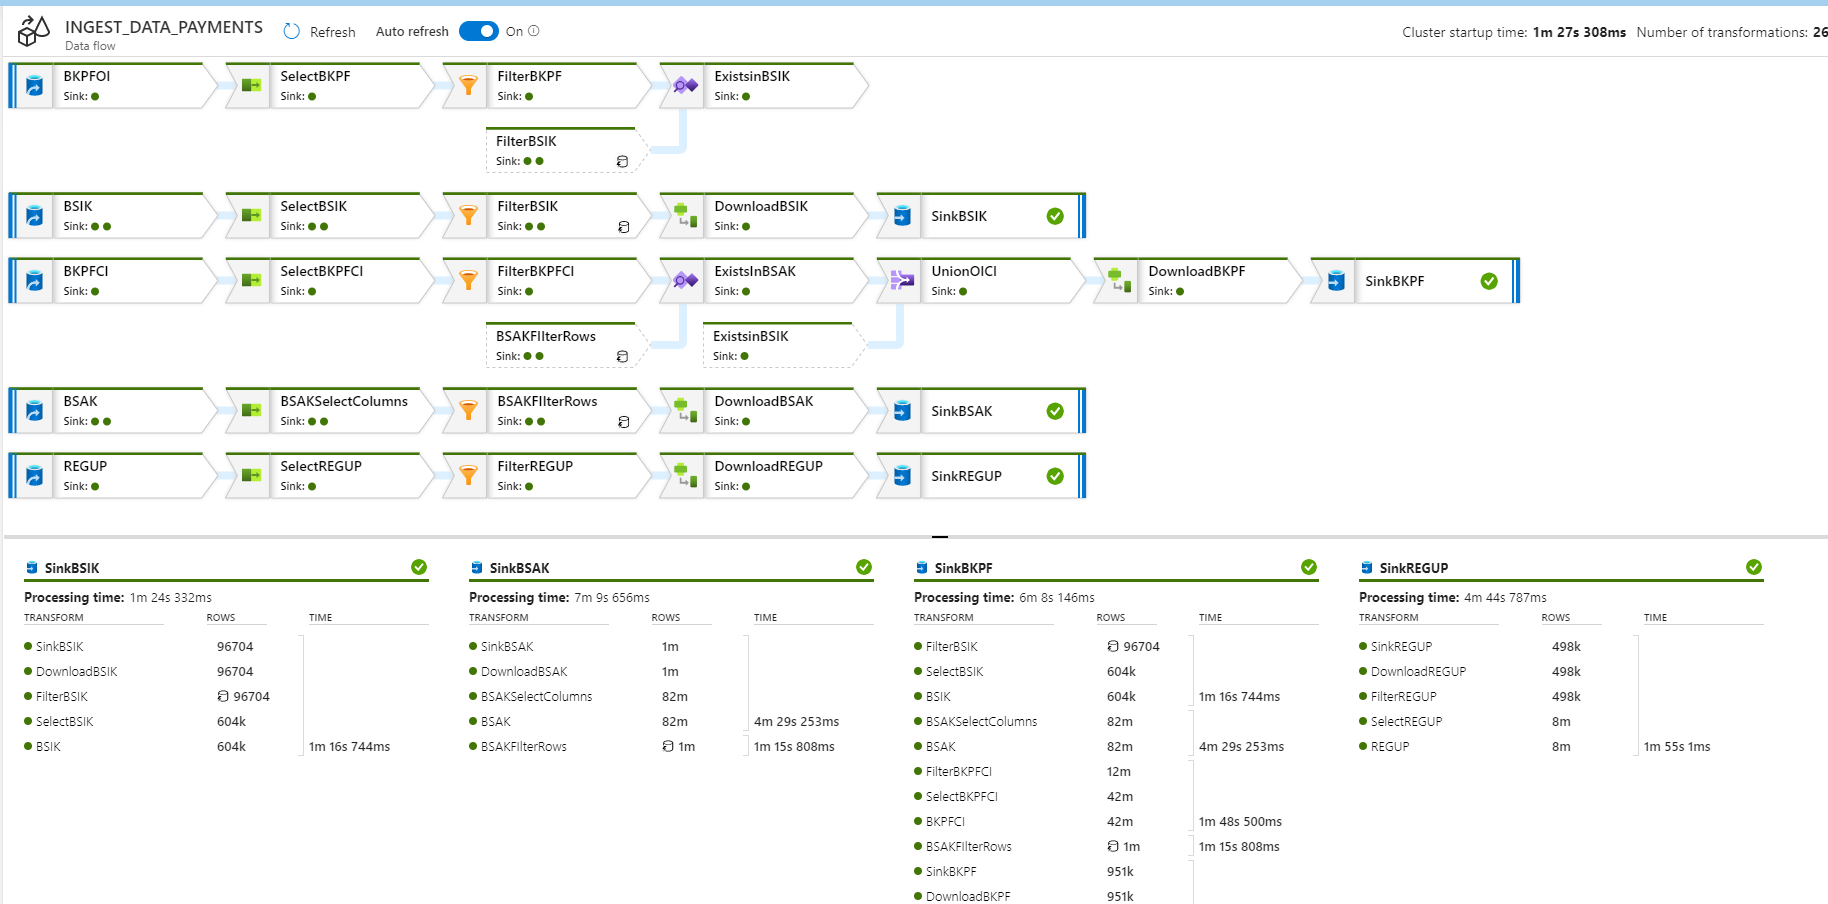 INGEST_DATA_PAYMENTS Refresh Auto refresh On Cluster startup time: 1m 27s 308ms Number of transformations: 26
Data flow
BKPFOI SelectBKPF FilterBKPF ExistsinBSIK
Sink: Sink: Sink: Sink:
FilterBSIK
Sink:
BSIK SelectBSIK FilterBSIK DownloadBSIK SinkBSIK
Sink: Sink: Sink: Sink:
BKPFCI SelectBKPFCI FilterBKPFCI ExistsInBSAK UnionOICI DownloadBKPF SinkBKPF
Sink: Sink: Sink: Sink: Sink: Sink:
BSAKFIlterRows ExistsinBSIK
Sink: Sink:
BSAK BSAKSelectColumns BSAKFIlterRows DownloadBSAK SinkBSAK
Sink: Sink: Sink: Sink:
REGUP SelectREGUP FilterREGUP DownloadREGUP SinkREGUP
Sink: Sink: Sink: Sink:
SinkBSIK
Processing time: 1m 24s 332ms
TRANSFORM ROWS TIME
SinkBSIK 96704
DownloadBSIK 96704
FilterBSIK 96704
SelectBSIK 604k
BSIK 604k 1m 16s 744ms
SinkBSAK
Processing time: 7m 9s 656ms
TRANSFORM ROWS TIME
SinkBSAK 1m
DownloadBSAK 1m
BSAKSelectColumns 82m
BSAK 82m 4m 29s 253ms
BSAKFIlterRows 1m 1m 15s 808ms
SinkBKPF
Processing time: 6m 8s 146ms
TRANSFORM ROWS TIME
FilterBSIK 96704
SelectBSIK 604k
BSIK 604k 1m 16s 744ms
BSAKSelectColumns 82m
BSAK 82m 4m 29s 253ms
FilterBKPFCI 12m
SelectBKPFCI 42m
BKPFCI 42m 1m 48s 500ms
BSAKFIlterRows 1m 1m 15s 808ms
SinkBKPF 951k
DownloadBKPF 951k
SinkREGUP
Processing time: 4m 44s 787ms
TRANSFORM ROWS TIME
SinkREGUP 498k
DownloadREGUP 498k
FilterREGUP 498k
SelectREGUP 8m
REGUP 8m 1m 55s 1ms